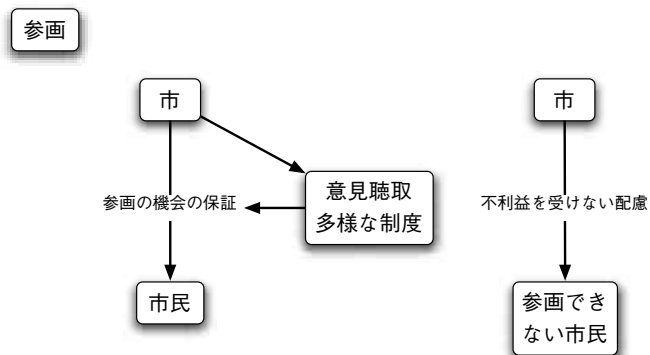 参画
市
市
参画の機会の保証
意見聴取
多様な制度
不利益を受けない配慮
市民
参画でき
ない市民